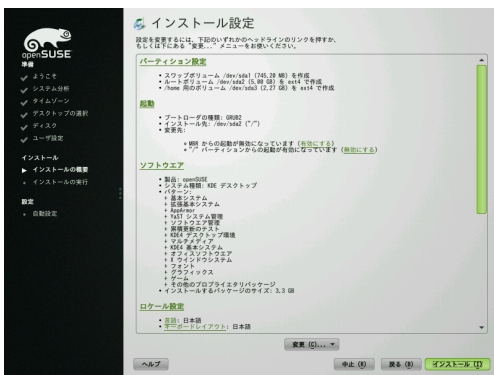 openSUSE
準備
ようこそ
システム分析
タイムゾーン
デスクトップの選択
ディスク
ユーザ設定
インストール
インストールの概要
インストールの実行
設定
自動設定
インストール設定
設定を変更するには、下記のいずれかのヘッドラインのリンクを押すか、
もしくは下にある "変更..." メニューをお使いください。
パーティション設定
• スワップボリューム /dev/sda1 (745.20 MB) を作成
• ルートボリューム /dev/sda2 (5.00 GB) を ext4 で作成
• /home 用のボリューム /dev/sda3 (2.27 GB) を ext4 で作成
起動
• ブートローダの種類: GRUB2
• インストール先: /dev/sda2 ("/")
• 変更先:
MBR からの起動が無効になっています (有効にする)
"/" パーティションからの起動が有効になっています (無効にする)
ソフトウエア
• 製品: openSUSE
• システム種類: KDE デスクトップ
• パターン:
+ 基本システム
+ 拡張基本システム
+ AppArmor
+ YaST システム管理
+ ソフトウエア管理
+ 累積更新のテスト
+ KDE4 デスクトップ環境
+ マルチメディア
+ KDE4 基本システム
+ オフィスソフトウエア
+ X ウインドウシステム
+ フォント
+ グラフィックス
+ ゲーム
+ その他のプロプライエタリパッケージ
• インストールするパッケージのサイズ: 3.3 GB
ロケール設定
• 言語: 日本語
• キーボードレイアウト: 日本語
変更 (C)...
ヘルプ
中止 (R)
戻る (B)
インストール (I)